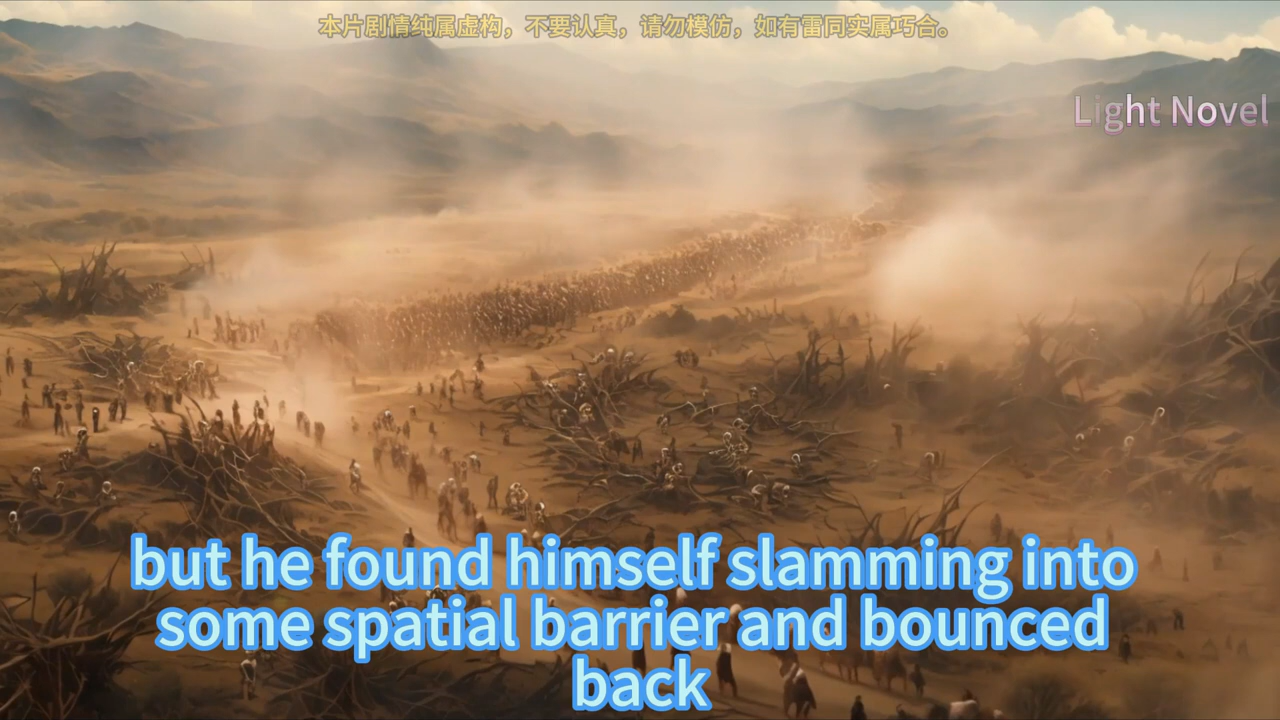 本片剧情纯属虚构，不要认真，请勿模仿，如有雷同实属巧合。
Light Novel
but he found himself slamming into
some spatial barrier and bounced
back